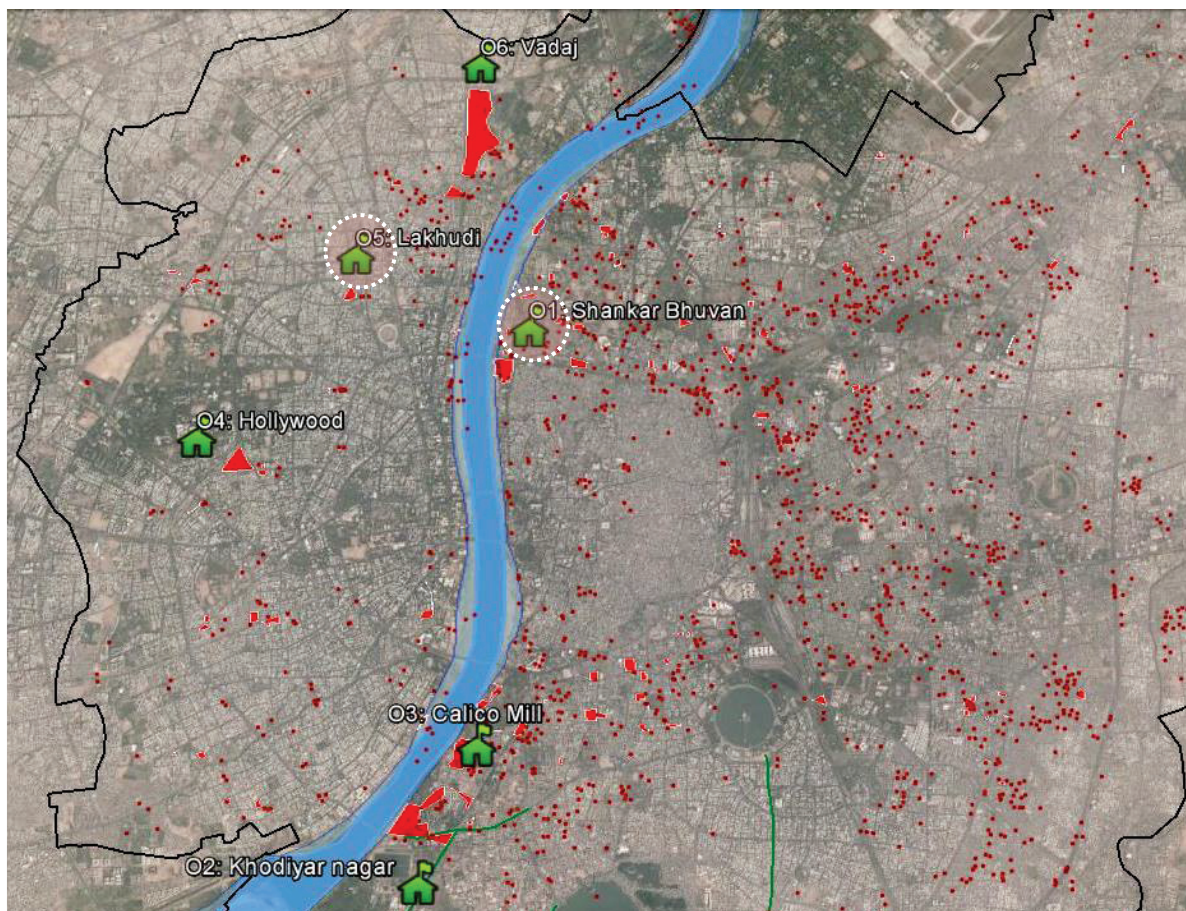 O6: Vadaj
O5: Lakhudi
O1: Shankar Bhuvan
O4: Hollywood
O3: Calico Mill
O2: Khodiyar nagar